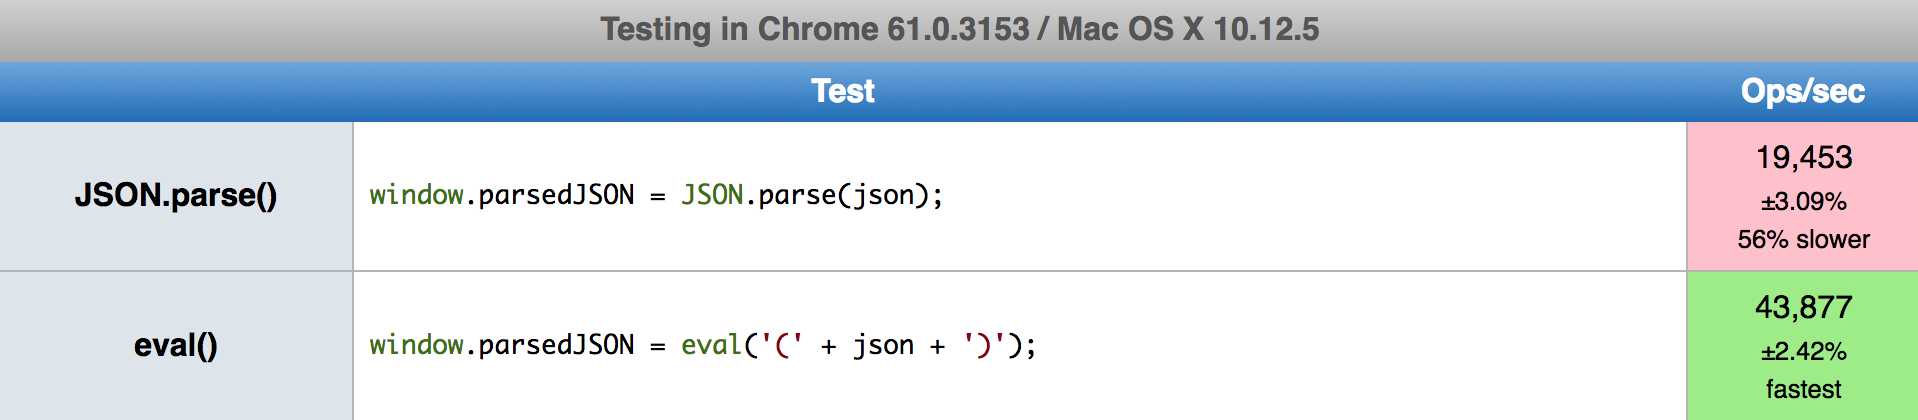 Testing in Chrome 61.0.3153 / Mac OS X 10.12.5
Test Ops/sec
JSON.parse() window.parsedJSON = JSON.parse(json); 19,453
±3.09%
56% slower
eval() window.parsedJSON = eval('(' + json + ')'); 43,877
±2.42%
fastest